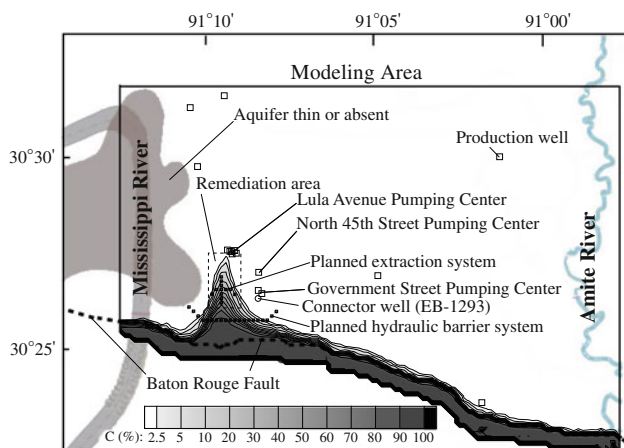 91°10' 91°05' 91°00'
Modeling Area
Aquifer thin or absent
Production well
30°30'
Remediation area
Lula Avenue Pumping Center
North 45th Street Pumping Center
Mississippi River
Amite River
Planned extraction system
Government Street Pumping Center
Connector well (EB-1293)
Planned hydraulic barrier system
30°25'
Baton Rouge Fault
C (%): 2.5 5 10 20 30 40 50 60 70 80 90 100